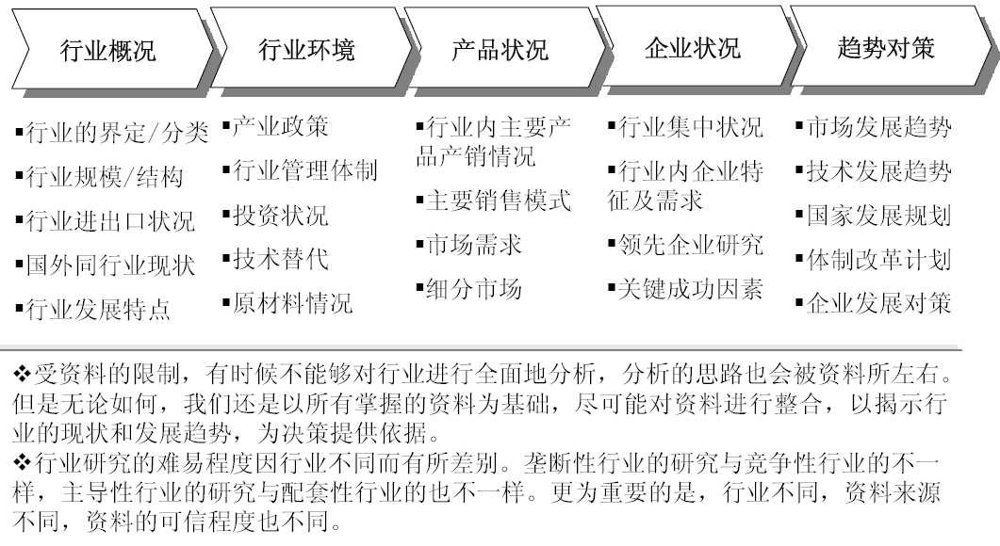 行业概况
行业环境
产品状况
企业状况
趋势对策
▪行业的界定/分类
▪行业规模/结构
▪行业进出口状况
▪国外同行业现状
▪行业发展特点
▪产业政策
▪行业管理体制
▪投资状况
▪技术替代
▪原材料情况
▪行业内主要产
品产销情况
▪主要销售模式
▪市场需求
▪细分市场
▪行业集中状况
▪行业内企业特
征及需求
▪领先企业研究
▪关键成功因素
▪市场发展趋势
▪技术发展趋势
▪国家发展规划
▪体制改革计划
▪企业发展对策
❖受资料的限制，有时候不能够对行业进行全面地分析，分析的思路也会被资料所左右。
但是无论如何，我们还是以所有掌握的资料为基础，尽可能对资料进行整合，以揭示行
业的现状和发展趋势，为决策提供依据。
❖行业研究的难易程度因行业不同而有所差别。垄断性行业的研究与竞争性行业的不一
样，主导性行业的研究与配套性行业的也不一样。更为重要的是，行业不同，资料来源
不同，资料的可信程度也不同。